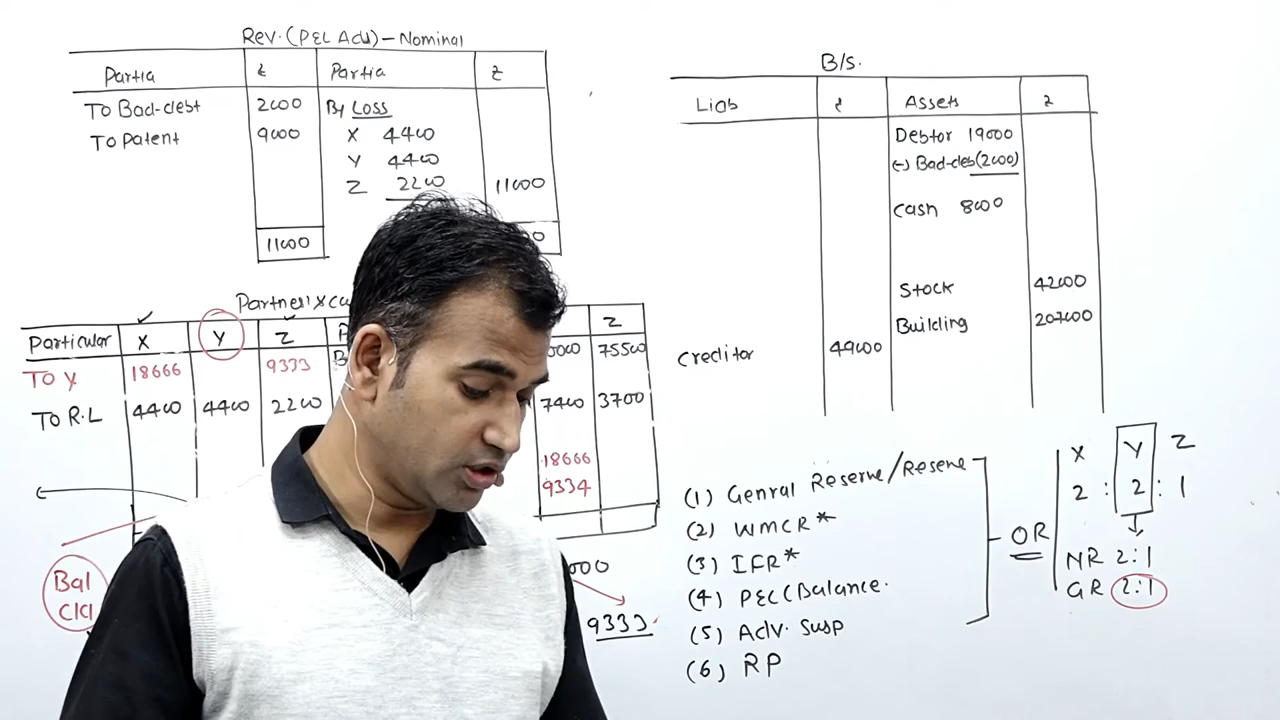 Rev. (P&L Adj) - Nominal
Partia ₹ Partia ₹
To Bad-debt 2000 By Loss
To Patent 9000 X 4400
Y 4400
Z 2200 11000
11000
Partner's
Particular X Y Z Z
To Y 18666 9333 75500
To R.L 4400 4400 2200 7400 3700
18666
9334
Bal
C/d
9333
B/s.
Liab ₹ Assets ₹
Debtor 19000
(-) Bad-deb (2000)
Cash 8000
Stock 42000
Building 207000
Creditor 49000
(1) Genral Reserve/Reserve
(2) WMCR*
(3) IFR*
(4) P&L (Balance.
(5) Adv. Susp
(6) RP
OR
X Y Z
2 : 2 : 1
NR 2:1
GR 2:1